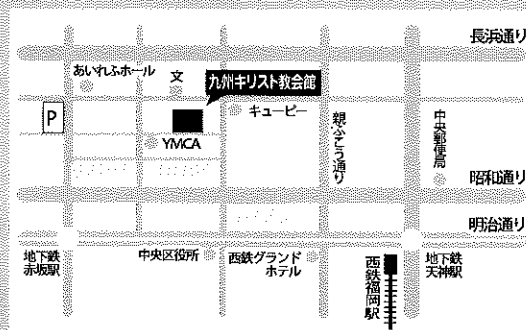 長浜通り
あいれふホール
文
九州キリスト教会館
P
キューピー
YMCA
親ふこう通り
中央郵便局
昭和通り
明治通り
地下鉄
赤坂駅
中央区役所
西鉄グランド
ホテル
西鉄福岡駅
地下鉄
天神駅